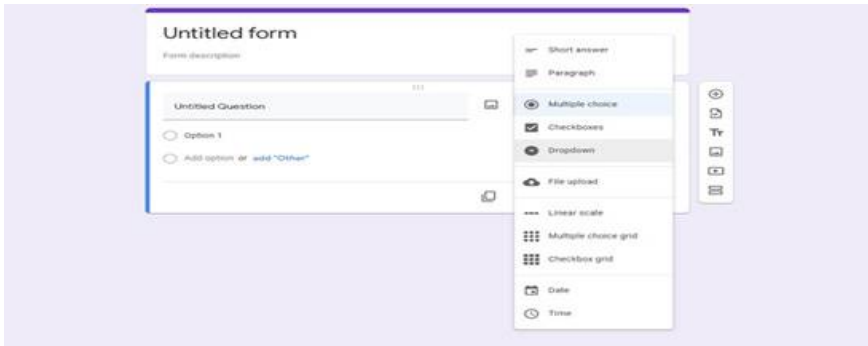 Untitled form
Form description
Untitled Question
Option 1
Add option or add "Other"
Short answer
Paragraph
Multiple choice
Checkboxes
Dropdown
File upload
Linear scale
Multiple choice grid
Checkbox grid
Date
Time
Tт